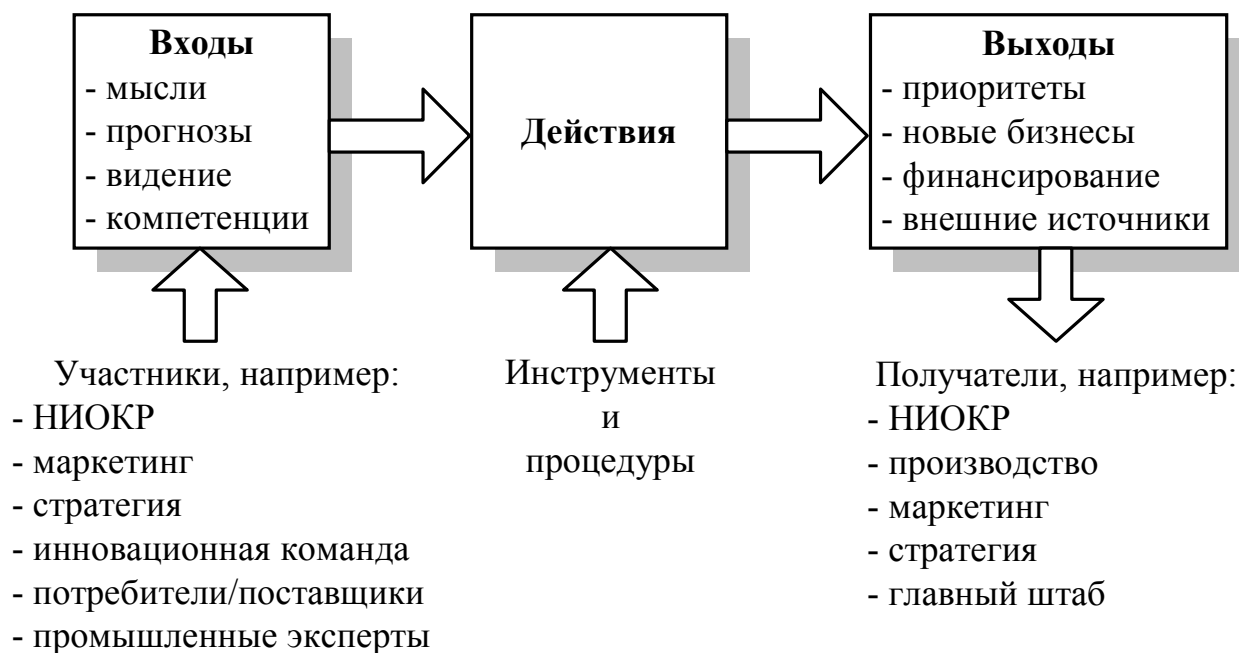 Входы
- мысли
- прогнозы
- видение
- компетенции
Действия
Выходы
- приоритеты
- новые бизнесы
- финансирование
- внешние источники
Участники, например:
- НИОКР
- маркетинг
- стратегия
- инновационная команда
- потребители/поставщики
- промышленные эксперты
Инструменты
и
процедуры
Получатели, например:
- НИОКР
- производство
- маркетинг
- стратегия
- главный штаб